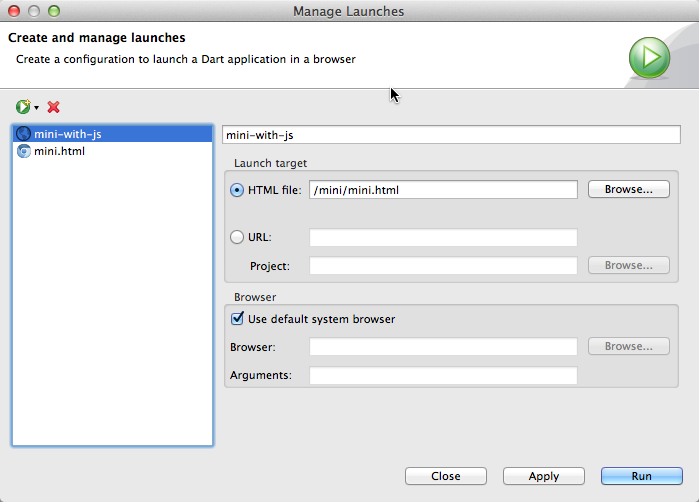 Manage Launches
Create and manage launches
Create a configuration to launch a Dart application in a browser
mini-with-js
mini.html
mini-with-js
Launch target
HTML file: /mini/mini.html Browse...
URL:
Project: Browse...
Browser
Use default system browser
Browser: Browse...
Arguments:
Close Apply Run